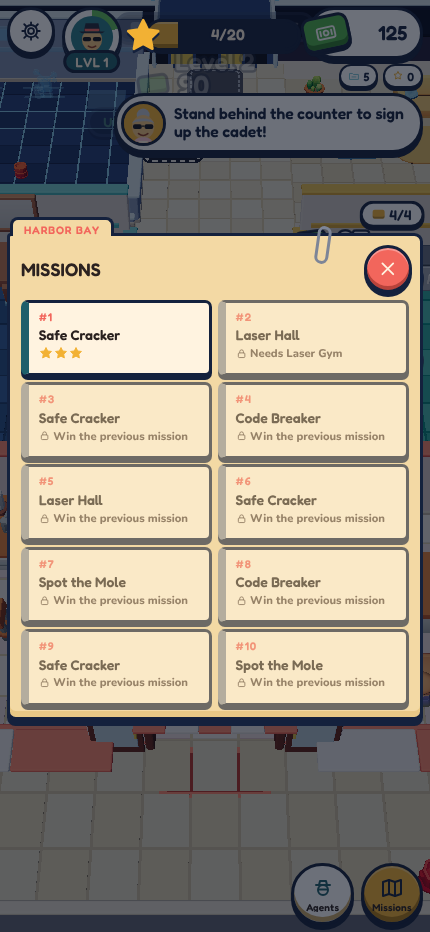 4/20
125
LVL 1
Level 2
5
0
Stand behind the counter to sign
up the cadet!
4/4
HARBOR BAY
MISSIONS
#1
Safe Cracker
#2
Laser Hall
Needs Laser Gym
#3
Safe Cracker
Win the previous mission
#4
Code Breaker
Win the previous mission
#5
Laser Hall
Win the previous mission
#6
Safe Cracker
Win the previous mission
#7
Spot the Mole
Win the previous mission
#8
Code Breaker
Win the previous mission
#9
Safe Cracker
Win the previous mission
#10
Spot the Mole
Win the previous mission
Agents
Missions